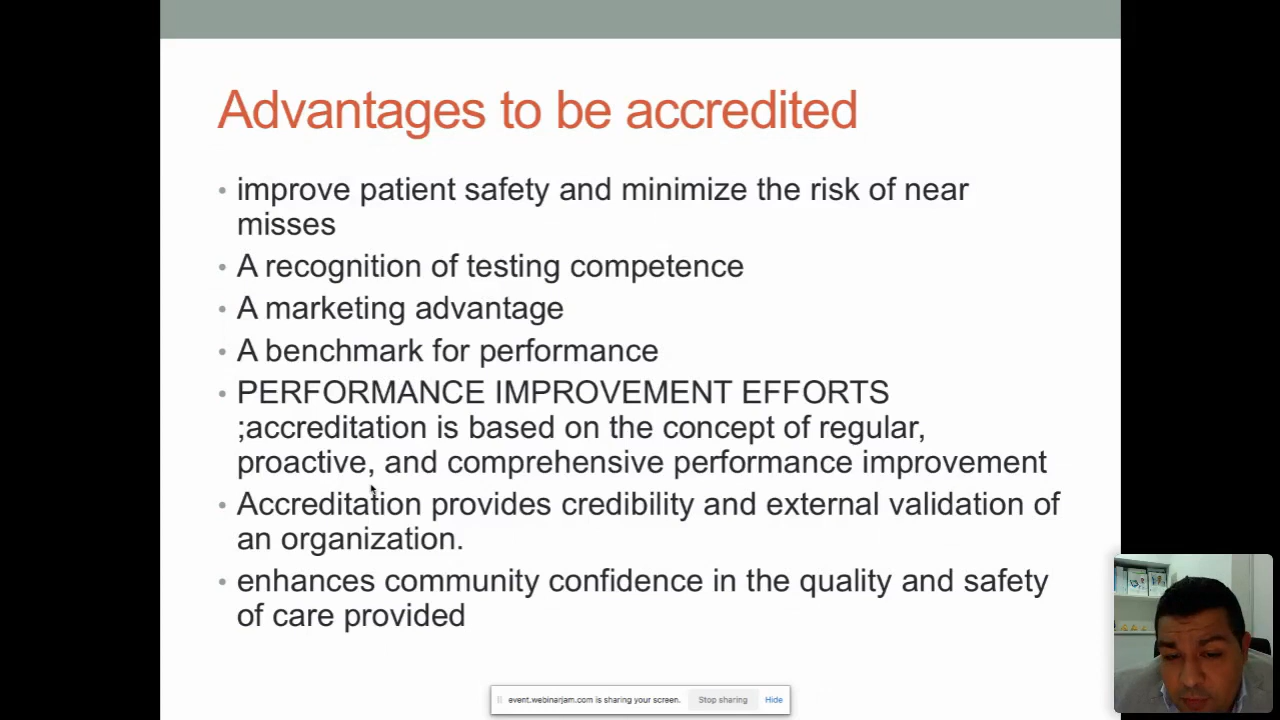 Advantages to be accredited
• improve patient safety and minimize the risk of near
misses
• A recognition of testing competence
• A marketing advantage
• A benchmark for performance
• PERFORMANCE IMPROVEMENT EFFORTS
;accreditation is based on the concept of regular,
proactive, and comprehensive performance improvement
• Accreditation provides credibility and external validation of
an organization.
• enhances community confidence in the quality and safety
of care provided
event.webinarjam.com is sharing your screen. Stop sharing Hide